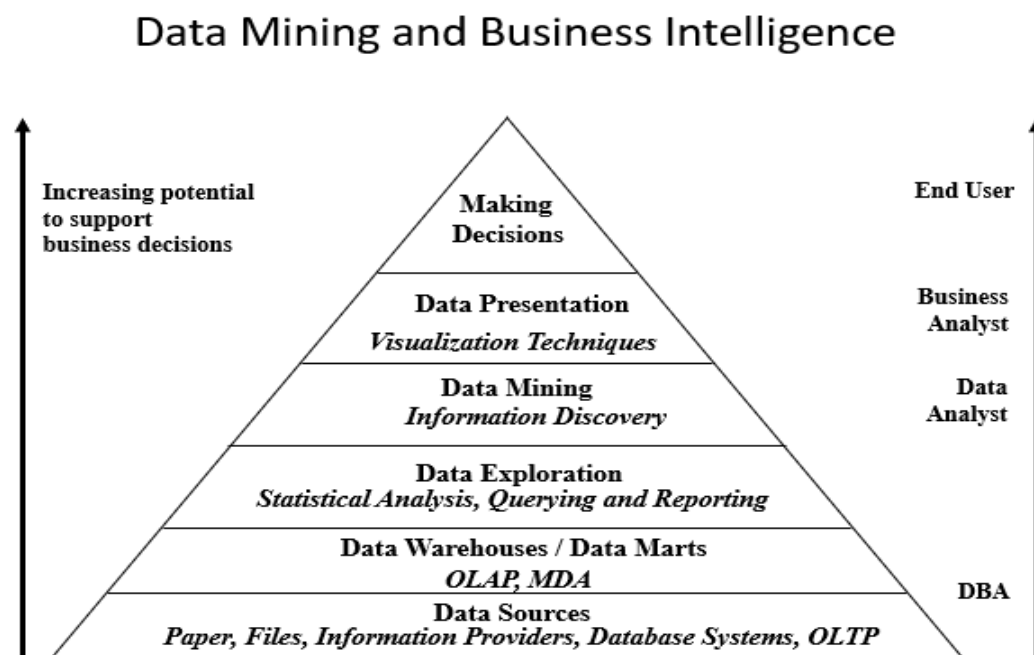 Data Mining and Business Intelligence
Increasing potential
to support
business decisions
Making
Decisions
End User
Data Presentation
Visualization Techniques
Business
Analyst
Data Mining
Information Discovery
Data
Analyst
Data Exploration
Statistical Analysis, Querying and Reporting
Data Warehouses / Data Marts
OLAP, MDA
DBA
Data Sources
Paper, Files, Information Providers, Database Systems, OLTP